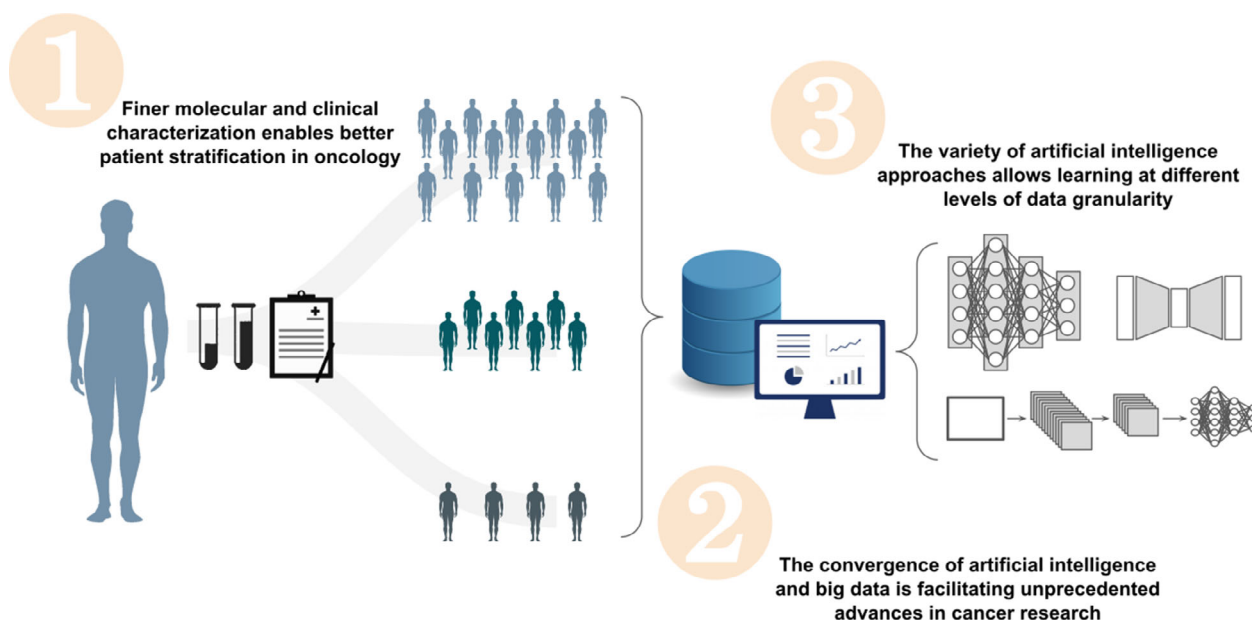 1
Finer molecular and clinical
characterization enables better
patient stratification in oncology
2
The convergence of artificial intelligence
and big data is facilitating unprecedented
advances in cancer research
3
The variety of artificial intelligence
approaches allows learning at different
levels of data granularity